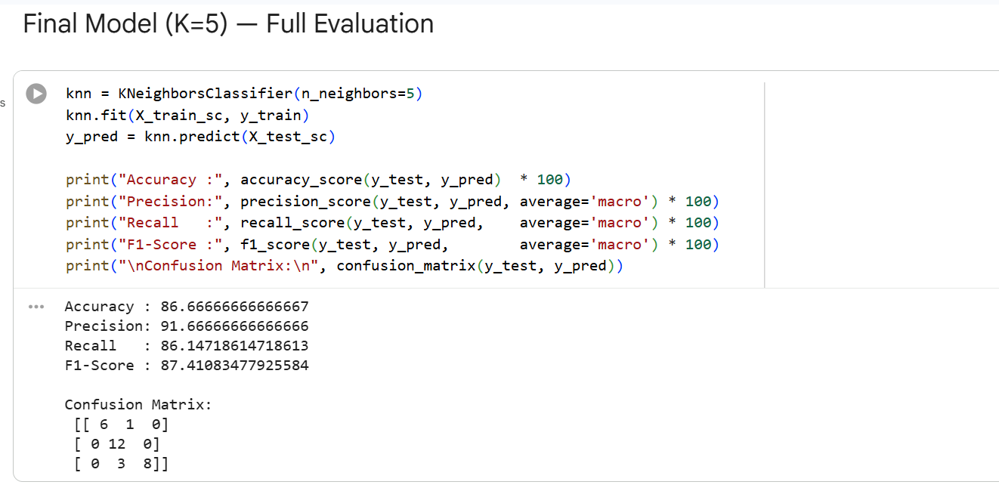 Final Model (K=5) — Full Evaluation
s
knn = KNeighborsClassifier(n_neighbors=5)
knn.fit(X_train_sc, y_train)
y_pred = knn.predict(X_test_sc)
print("Accuracy :", accuracy_score(y_test, y_pred)  * 100)
print("Precision:", precision_score(y_test, y_pred, average='macro') * 100)
print("Recall   :", recall_score(y_test, y_pred,    average='macro') * 100)
print("F1-Score :", f1_score(y_test, y_pred,        average='macro') * 100)
print("\nConfusion Matrix:\n", confusion_matrix(y_test, y_pred))
Accuracy : 86.66666666666667
Precision: 91.66666666666666
Recall   : 86.14718614718613
F1-Score : 87.41083477925584
Confusion Matrix:
 [[ 6  1  0]
 [ 0 12  0]
 [ 0  3  8]]